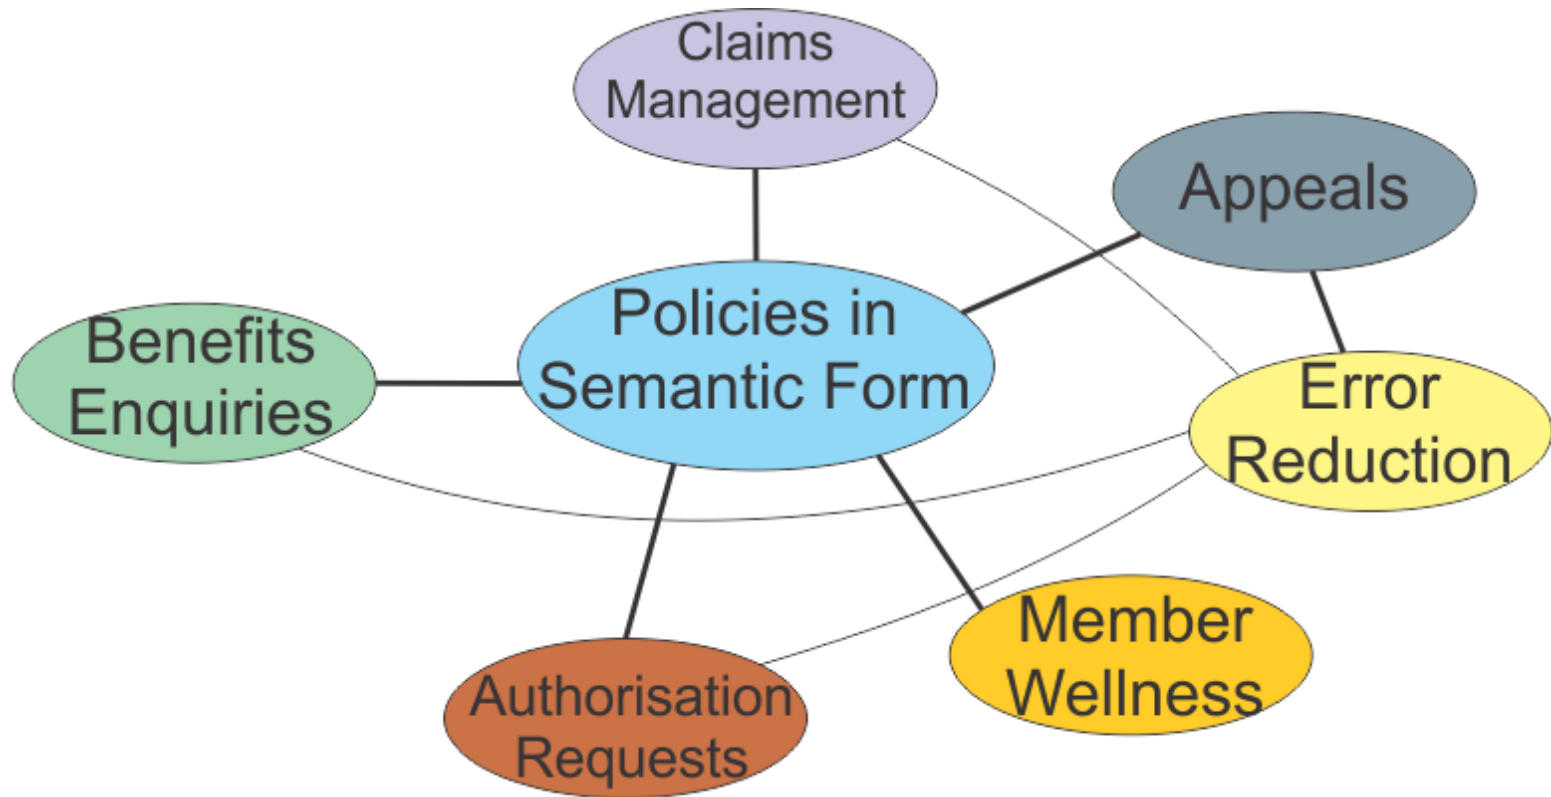 Claims
Management
Appeals
Policies in
Semantic Form
Benefits
Enquiries
Error
Reduction
Member
Wellness
Authorisation
Requests